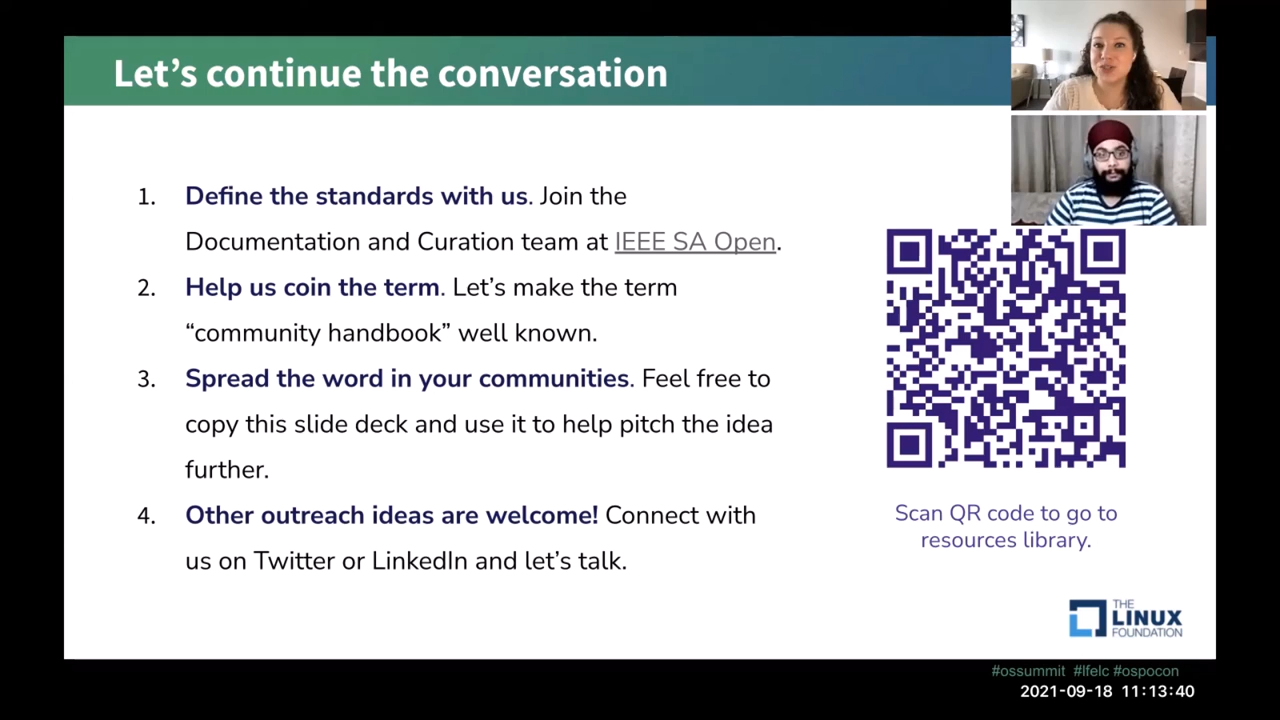 Let’s continue the conversation
1. Define the standards with us. Join the
Documentation and Curation team at IEEE SA Open.
2. Help us coin the term. Let’s make the term
“community handbook” well known.
3. Spread the word in your communities. Feel free to
copy this slide deck and use it to help pitch the idea
further.
4. Other outreach ideas are welcome! Connect with
us on Twitter or LinkedIn and let’s talk.
Scan QR code to go to
resources library.
THE
LINUX
FOUNDATION
#ossummit #lfelc #ospocon
2021-09-18 11:13:40